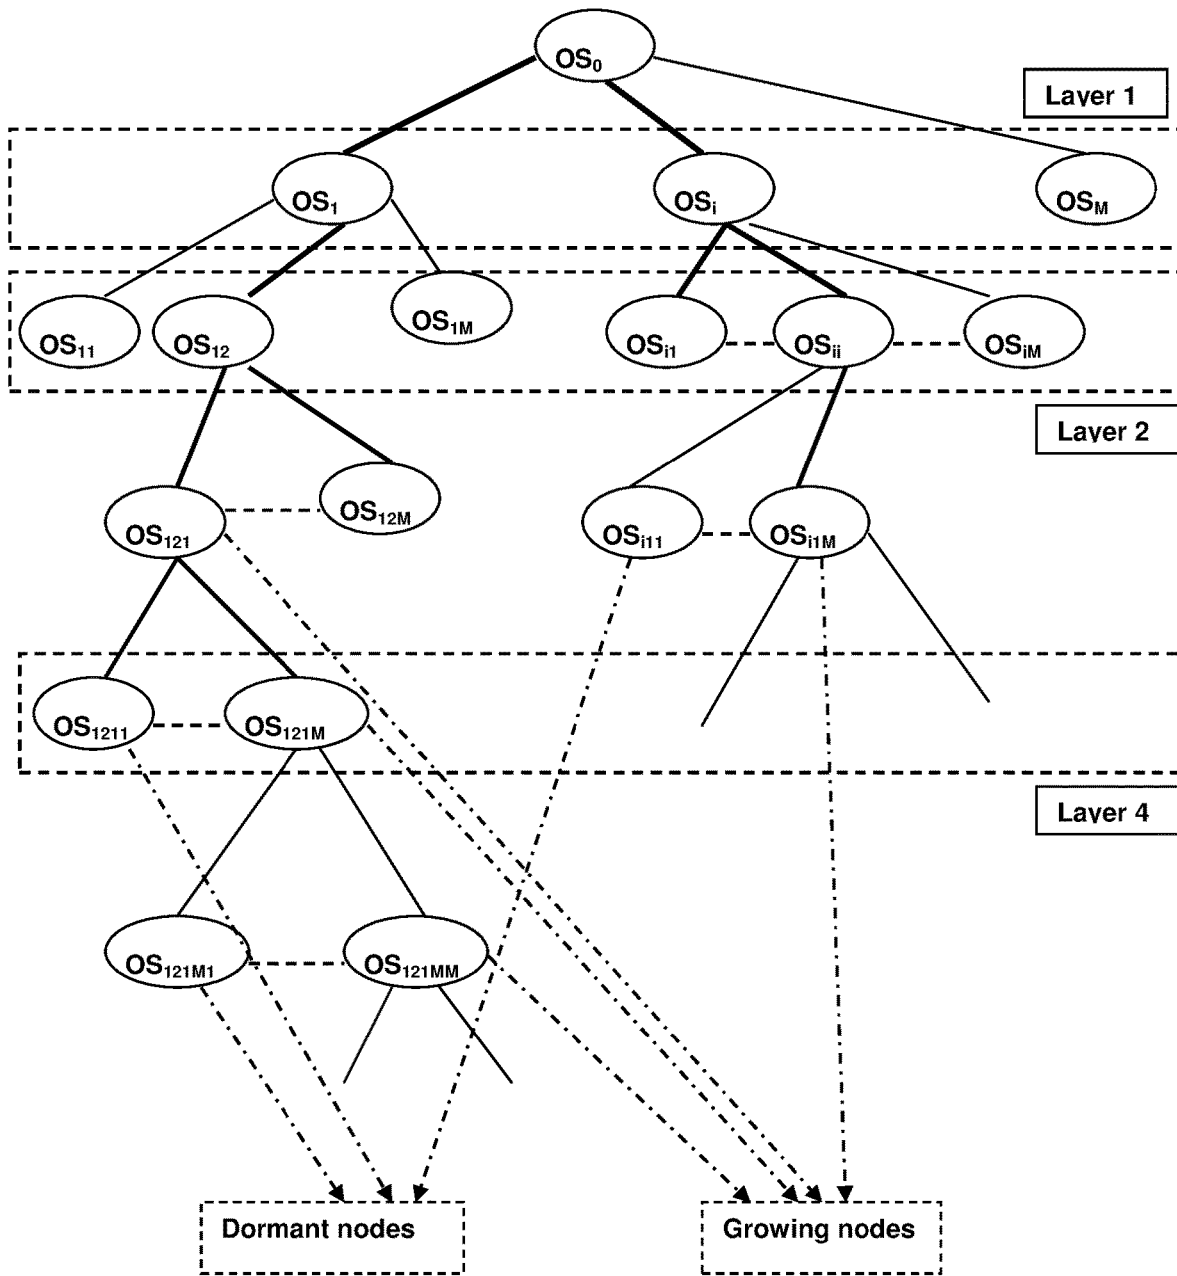 OS₀
Layer 1
OS₁
OSᵢ
OS_M
OS₁₁
OS₁₂
OS₁M
OSᵢ₁
OSᵢᵢ
OSᵢM
Layer 2
OS₁₂₁
OS₁₂M
OSᵢ₁₁
OSᵢ₁M
OS₁₂₁₁
OS₁₂₁M
Layer 4
OS₁₂₁M₁
OS₁₂₁MM
Dormant nodes
Growing nodes